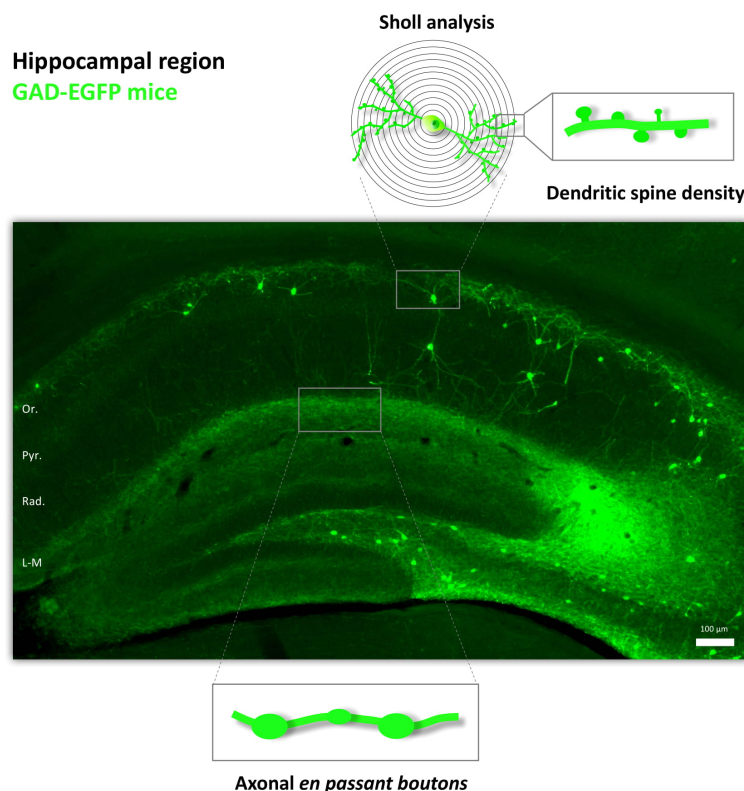 Sholl analysis
Hippocampal region
GAD-EGFP mice
Dendritic spine density
Or.
Pyr.
Rad.
L-M
100 µm
Axonal en passant boutons